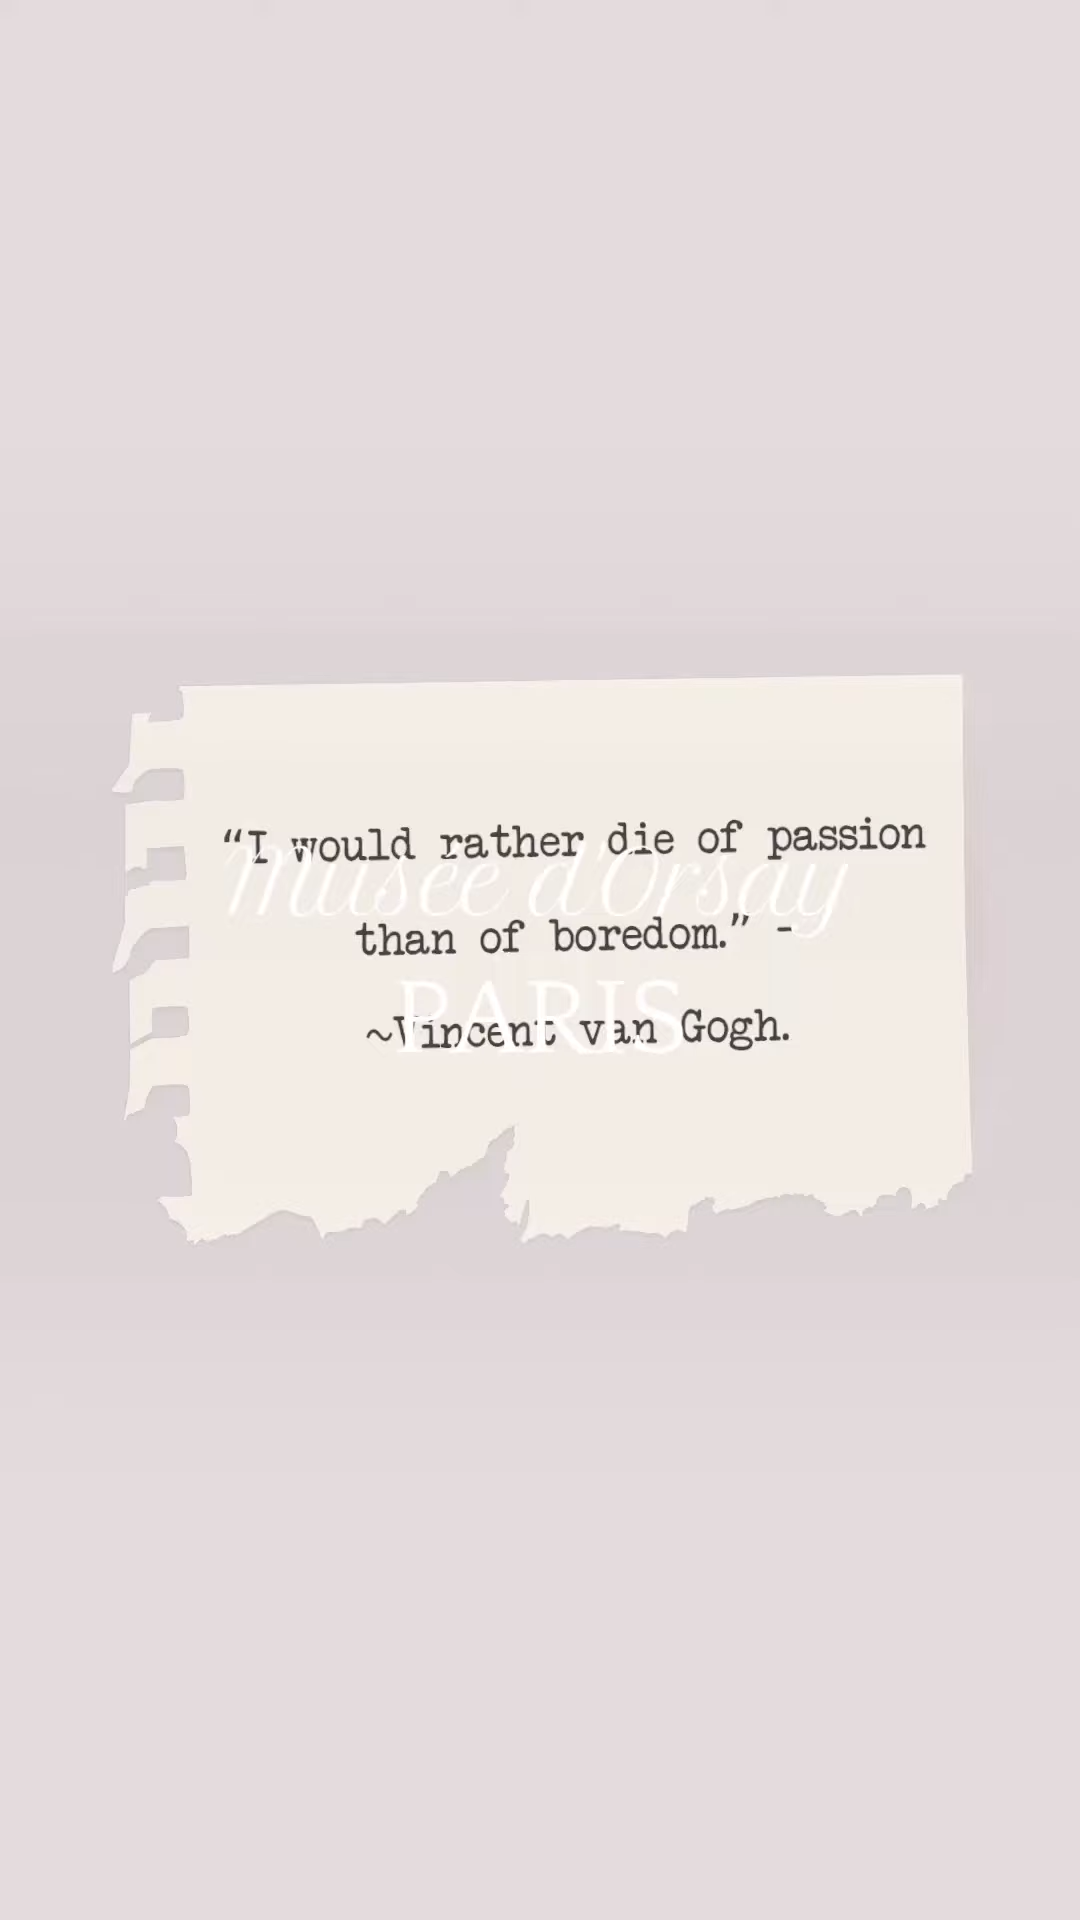 “I would rather die of passion
Musée d'Orsay
than of boredom.” -
PARIS
~Vincent van Gogh.